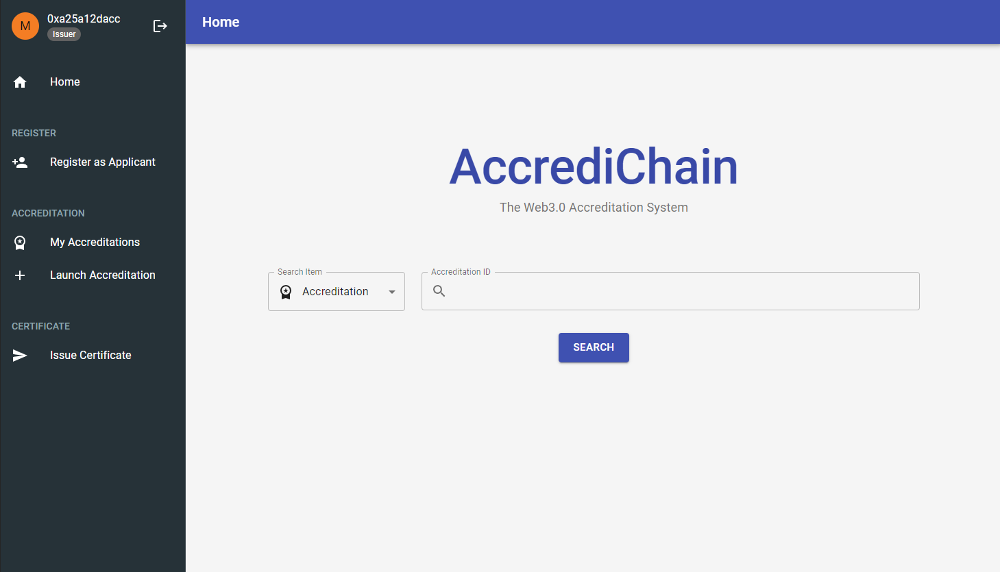 M
0xa25a12dacc
Issuer
Home
REGISTER
Register as Applicant
ACCREDITATION
My Accreditations
Launch Accreditation
CERTIFICATE
Issue Certificate
Home
AccrediChain
The Web3.0 Accreditation System
Search Item
Accreditation
Accreditation ID
SEARCH